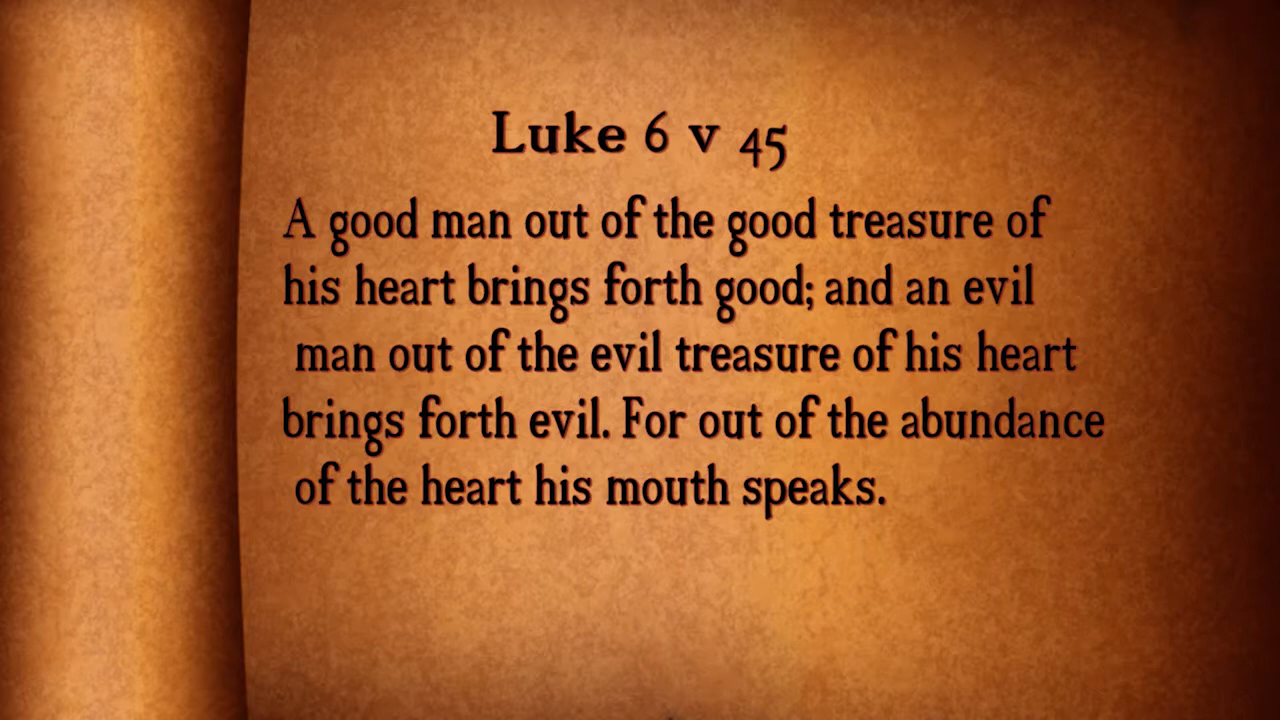 Luke 6 v 45
A good man out of the good treasure of
his heart brings forth good; and an evil
man out of the evil treasure of his heart
brings forth evil. For out of the abundance
of the heart his mouth speaks.